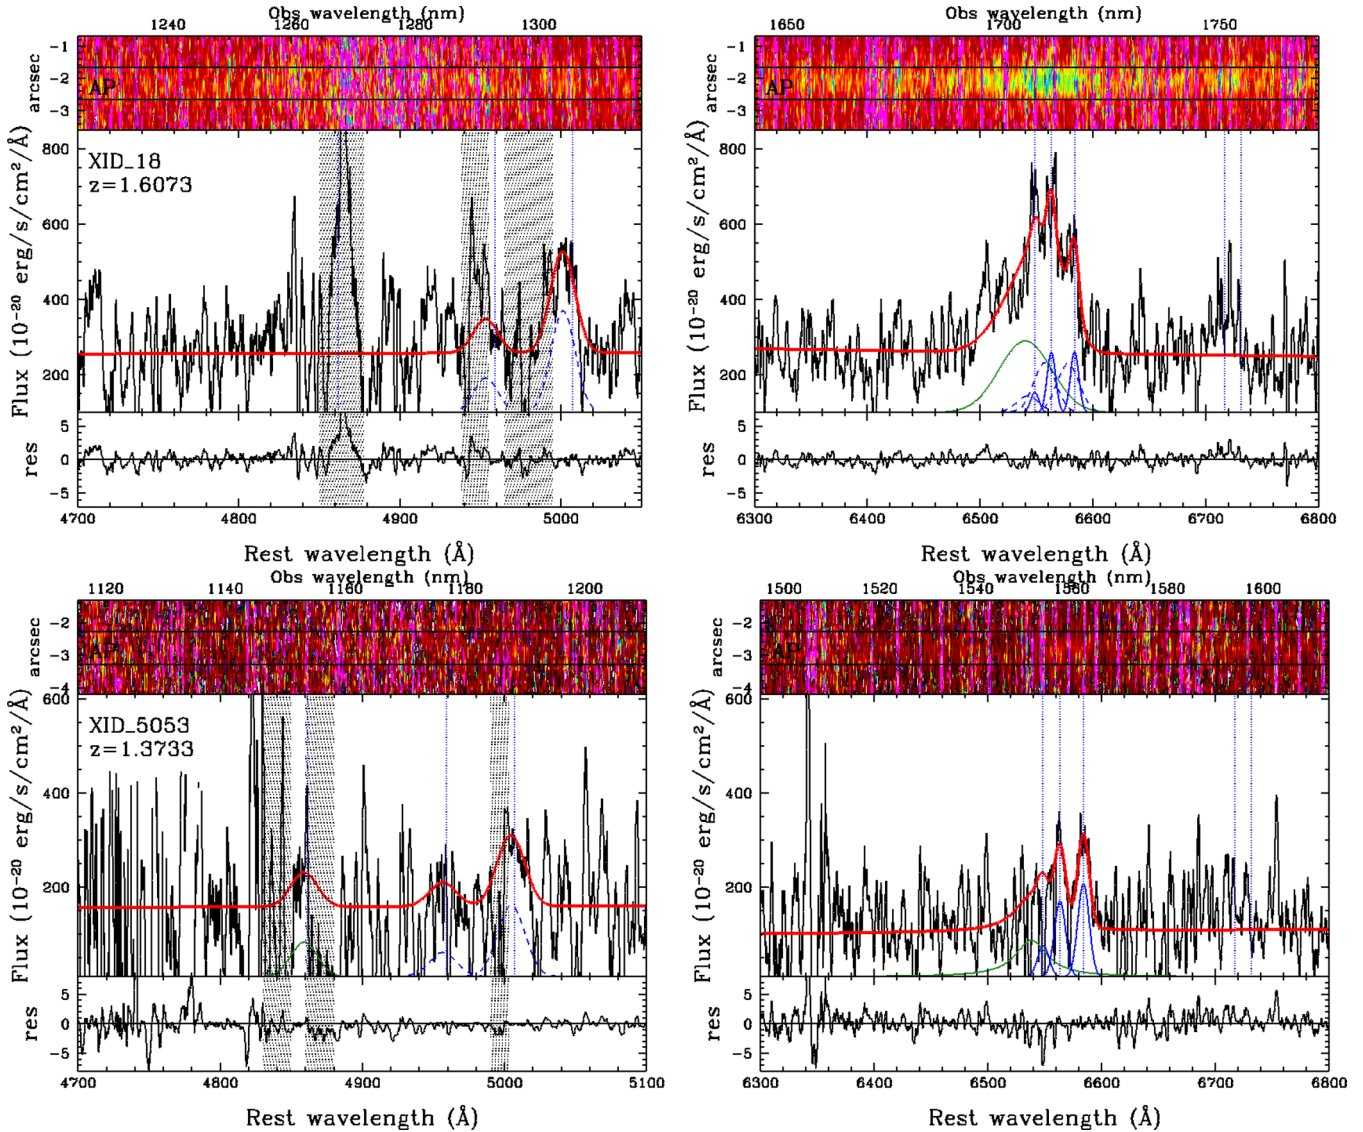 Obs wavelength (nm)
1240 1260 1280 1300
arcsec
-1
-2
-3
AP
XID_18
z=1.6073
Flux (10⁻²⁰ erg/s/cm²/Å)
800
600
400
200
res
5
0
-5
4700 4800 4900 5000
Rest wavelength (Å)
Obs wavelength (nm)
1650 1700 1750
arcsec
-1
-2
-3
AP
Flux (10⁻²⁰ erg/s/cm²/Å)
800
600
400
200
res
5
0
-5
6300 6400 6500 6600 6700 6800
Rest wavelength (Å)
Obs wavelength (nm)
1120 1140 1160 1180 1200
arcsec
-2
-3
-4
AP
XID_5053
z=1.3733
Flux (10⁻²⁰ erg/s/cm²/Å)
600
400
200
res
5
0
-5
4700 4800 4900 5000 5100
Rest wavelength (Å)
Obs wavelength (nm)
1500 1520 1540 1560 1580 1600
arcsec
-2
-3
-4
AP
Flux (10⁻²⁰ erg/s/cm²/Å)
600
400
200
res
5
0
-5
6300 6400 6500 6600 6700 6800
Rest wavelength (Å)